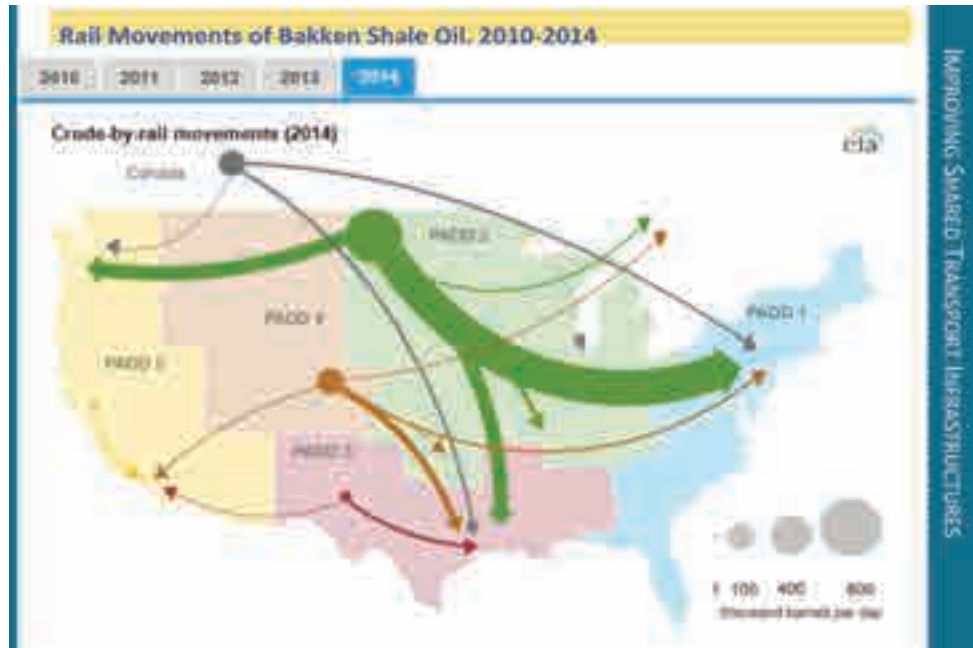 Rail Movements of Bakken Shale Oil, 2010-2014
2010 2011 2012 2013 2014
Crude-by-rail movements (2014)
eia
Canada
PADD 2
PADD 1
PADD 4
PADD 5
PADD 3
100 400 800
thousand barrels per day
IMPROVING SHARED TRANSPORT INFRASTRUCTURES